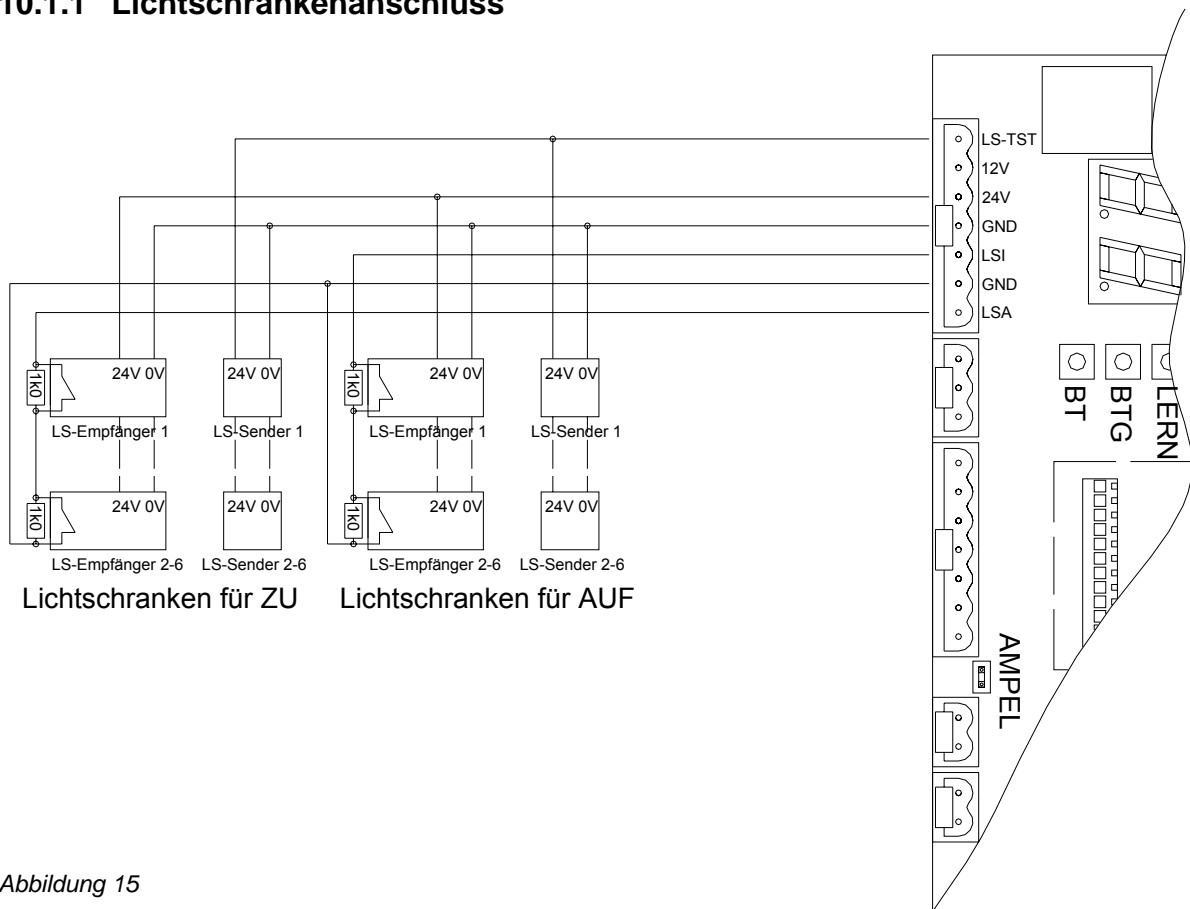 10.1.1 Lichtschrankenanschluss
LS-TST
12V
24V
GND
LSI
GND
LSA
1k0
24V 0V
LS-Empfänger 1
24V 0V
LS-Sender 1
1k0
24V 0V
LS-Empfänger 1
24V 0V
LS-Sender 1
BT
BTG
LERN
1k0
24V 0V
LS-Empfänger 2-6
24V 0V
LS-Sender 2-6
1k0
24V 0V
LS-Empfänger 2-6
24V 0V
LS-Sender 2-6
Lichtschranken für ZU
Lichtschranken für AUF
AMPEL
Abbildung 15